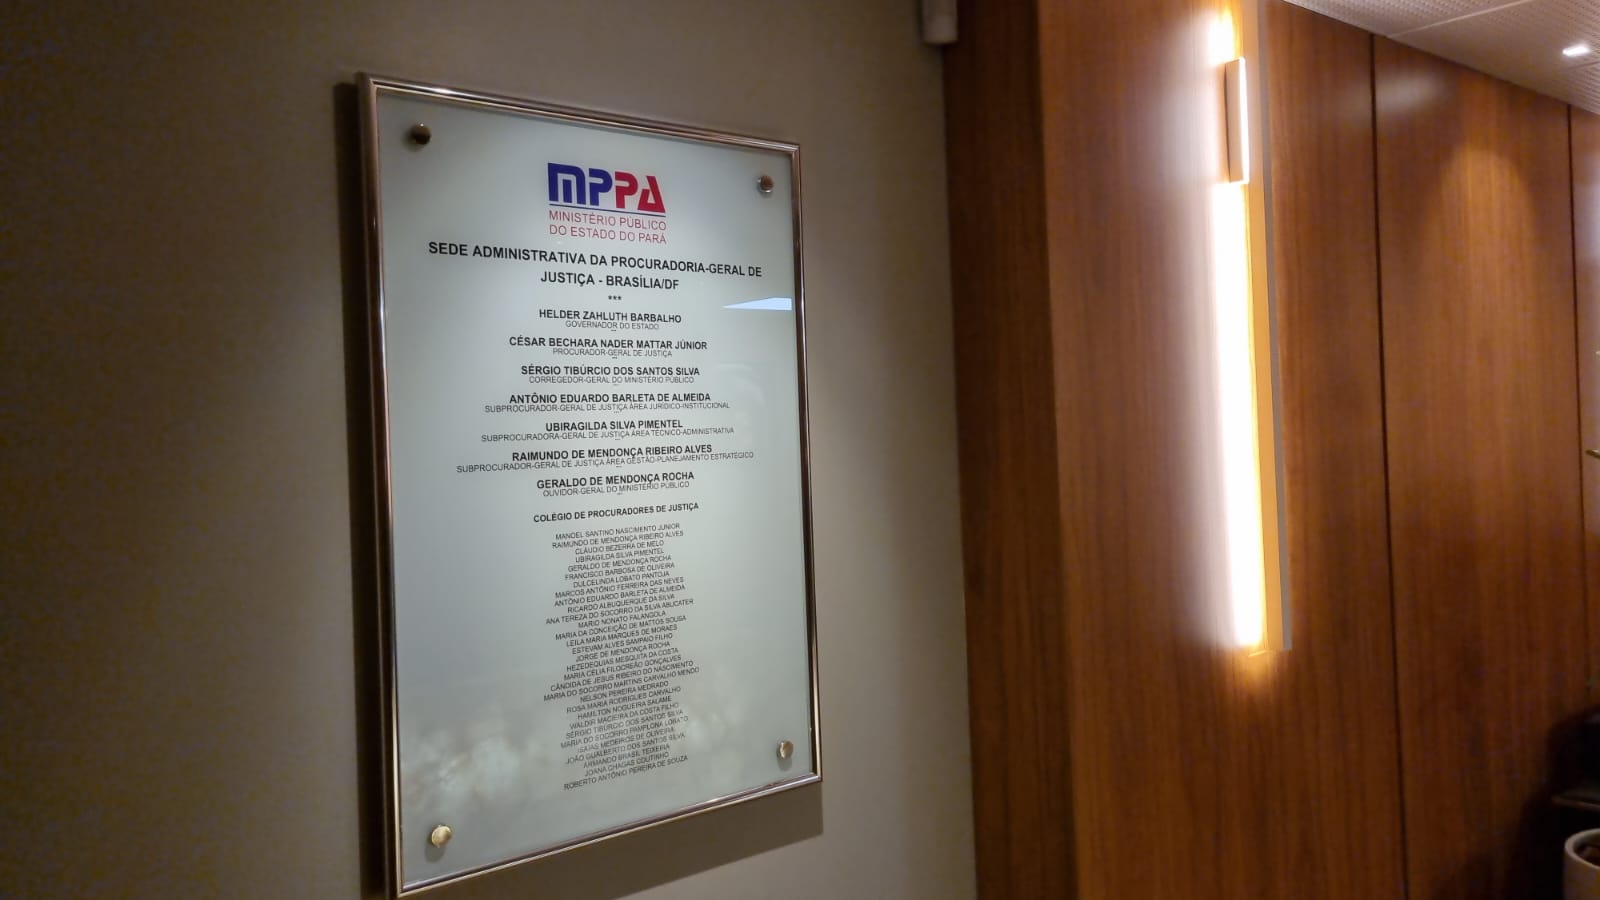 MPPA
MINISTÉRIO PÚBLICO
DO ESTADO DO PARÁ
SEDE ADMINISTRATIVA DA PROCURADORIA-GERAL DE
JUSTIÇA - BRASÍLIA/DF
***
HELDER ZAHLUTH BARBALHO
GOVERNADOR DO ESTADO
CÉSAR BECHARA NADER MATTAR JÚNIOR
PROCURADOR-GERAL DE JUSTIÇA
SÉRGIO TIBÚRCIO DOS SANTOS SILVA
CORREGEDOR-GERAL DO MINISTÉRIO PÚBLICO
ANTÔNIO EDUARDO BARLETA DE ALMEIDA
SUBPROCURADOR-GERAL DE JUSTIÇA ÁREA JURÍDICO-INSTITUCIONAL
UBIRAGILDA SILVA PIMENTEL
SUBPROCURADORA-GERAL DE JUSTIÇA ÁREA TÉCNICO-ADMINISTRATIVA
RAIMUNDO DE MENDONÇA RIBEIRO ALVES
SUBPROCURADOR-GERAL DE JUSTIÇA ÁREA GESTÃO-PLANEJAMENTO ESTRATÉGICO
GERALDO DE MENDONÇA ROCHA
OUVIDOR-GERAL DO MINISTÉRIO PÚBLICO
COLÉGIO DE PROCURADORES DE JUSTIÇA
MANOEL SANTINO NASCIMENTO JUNIOR
RAIMUNDO DE MENDONÇA RIBEIRO ALVES
CLÁUDIO BEZERRA DE MELO
UBIRAGILDA SILVA PIMENTEL
GERALDO DE MENDONÇA ROCHA
FRANCISCO BARBOSA DE OLIVEIRA
DULCELINDA LOBATO PANTOJA
MARCOS ANTÔNIO FERREIRA DAS NEVES
ANTÔNIO EDUARDO BARLETA DE ALMEIDA
RICARDO ALBUQUERQUE DA SILVA
ANA TEREZA DO SOCORRO DA SILVA ABUCATER
MARIO NONATO FALANGOLA
MARIA DA CONCEIÇÃO DE MATTOS SOUSA
LEILA MARIA MARQUES DE MORAES
ESTEVAM ALVES SAMPAIO FILHO
JORGE DE MENDONÇA ROCHA
HEZEDEQUIAS MESQUITA DA COSTA
MARIA CÉLIA FILOCREÃO GONÇALVES
CÂNDIDA DE JESUS RIBEIRO DO NASCIMENTO
MARIA DO SOCORRO MARTINS CARVALHO MENDO
NELSON PEREIRA MEDRADO
ROSA MARIA RODRIGUES CARVALHO
HAMILTON NOGUEIRA SALAME
WALDIR MACIEIRA DA COSTA FILHO
SÉRGIO TIBÚRCIO DOS SANTOS SILVA
MARIA DO SOCORRO PAMPLONA LOBATO
ISAÍAS MEDEIROS DE OLIVEIRA
JOÃO GUALBERTO DOS SANTOS SILVA
ARMANDO BRASIL TEIXEIRA
JOANA CHAGAS COUTINHO
ROBERTO ANTÔNIO PEREIRA DE SOUZA